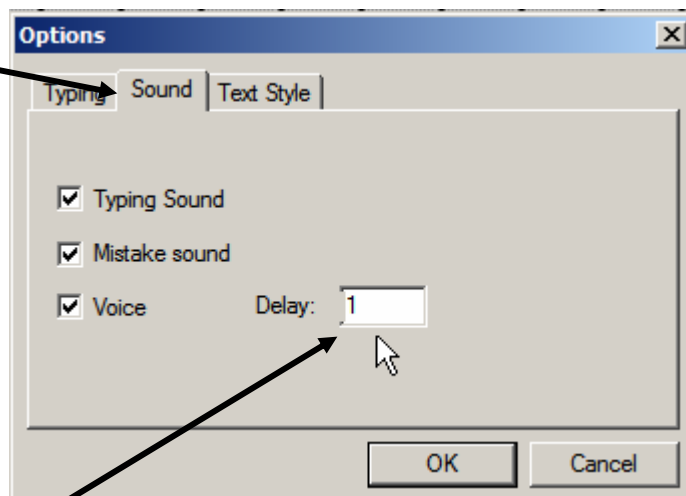 Options
Typing Sound Text Style
Typing Sound
Mistake sound
Voice Delay: 1
OK Cancel